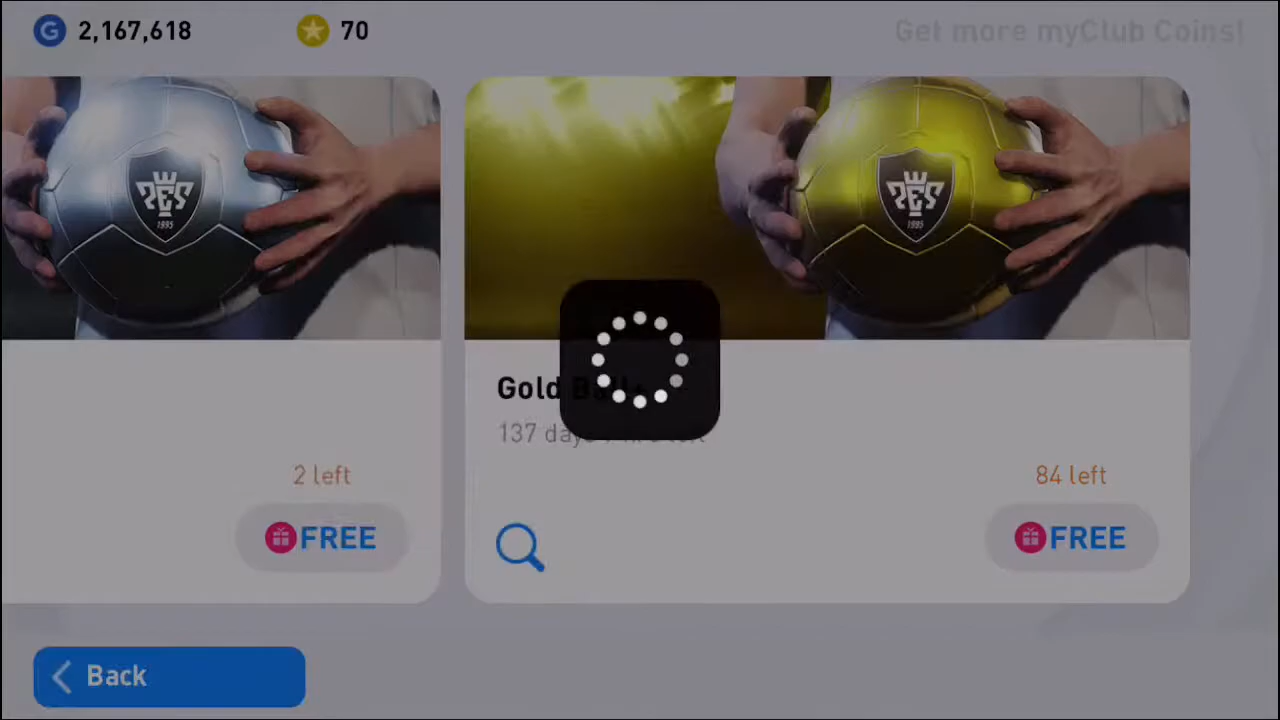 2,167,618
70
Get more myClub Coins!
PES
1995
PES
1995
Gold
137 days
2 left
84 left
FREE
FREE
Back